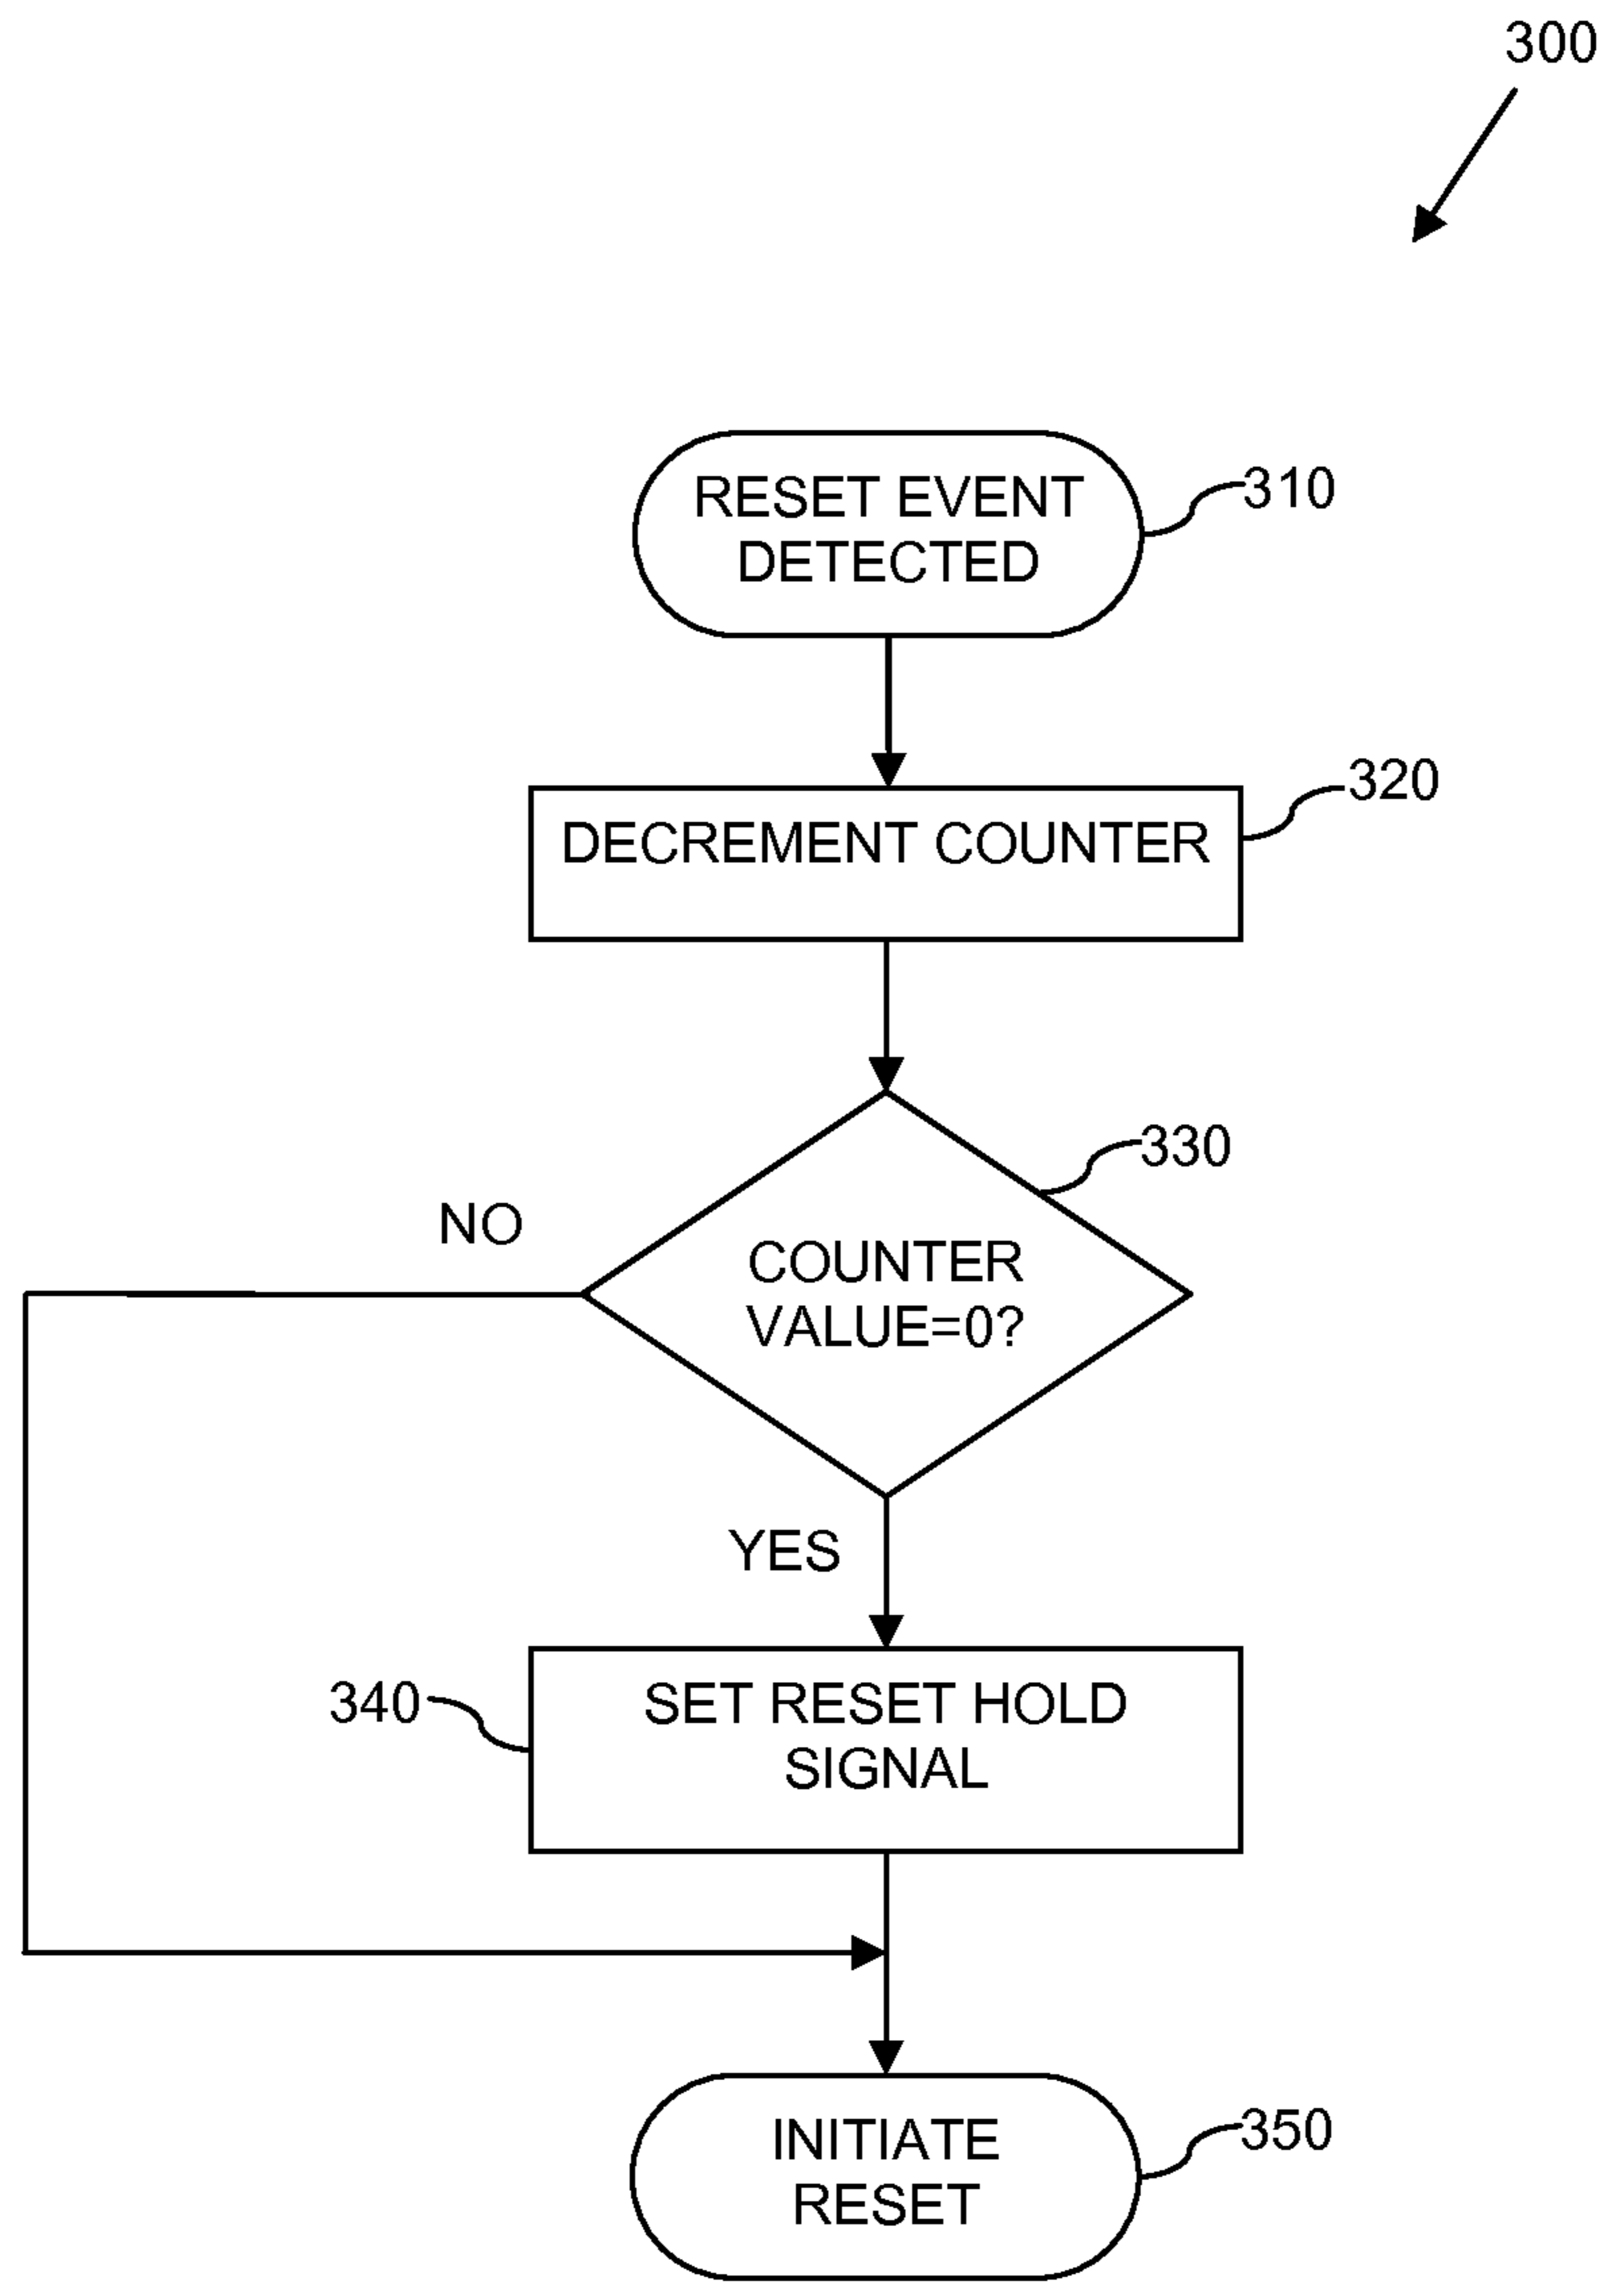 300
RESET EVENT
DETECTED
310
DECREMENT COUNTER
320
330
NO
COUNTER
VALUE=0?
YES
340
SET RESET HOLD
SIGNAL
INITIATE
RESET
350